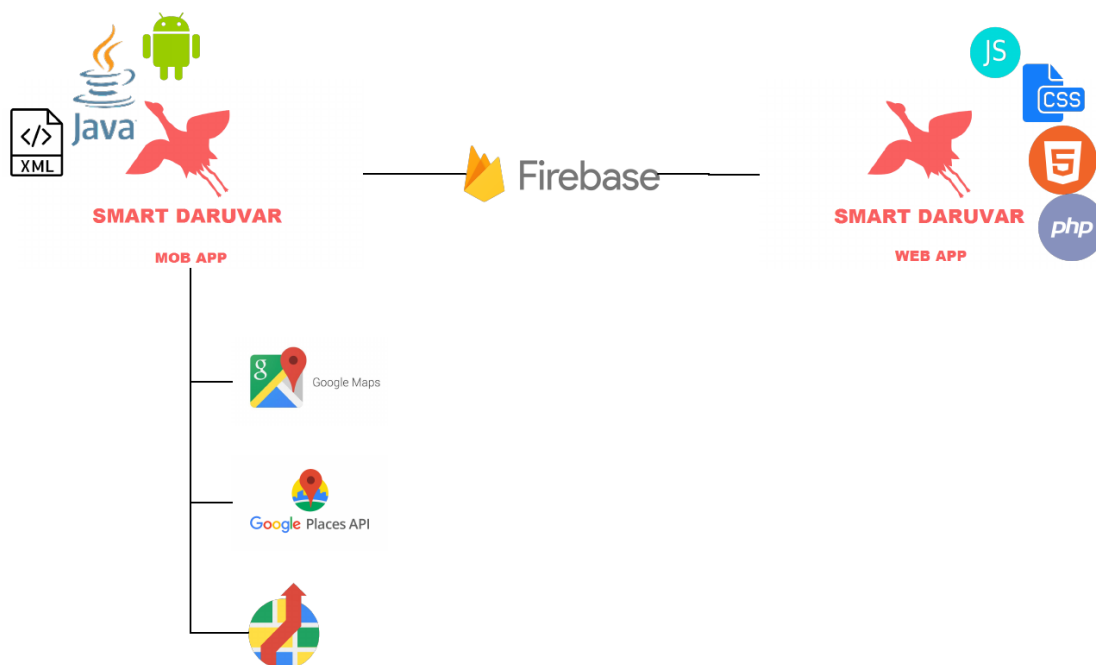 JS
Java
CSS
</>
XML
5
Firebase
SMART DARUVAR
SMART DARUVAR
php
MOB APP
WEB APP
g
Google Maps
Google Places API